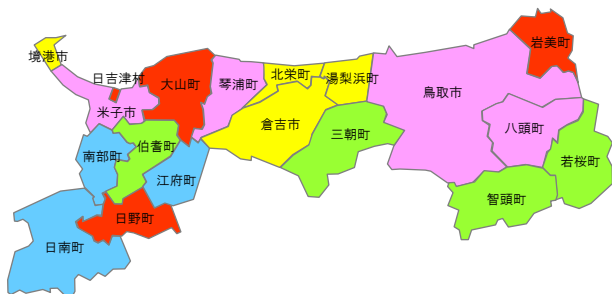 岩美町
境港市
日吉津村
大山町
琴浦町
北栄町
湯梨浜町
鳥取市
米子市
倉吉市
三朝町
八頭町
南部町
伯耆町
江府町
若桜町
智頭町
日野町
日南町